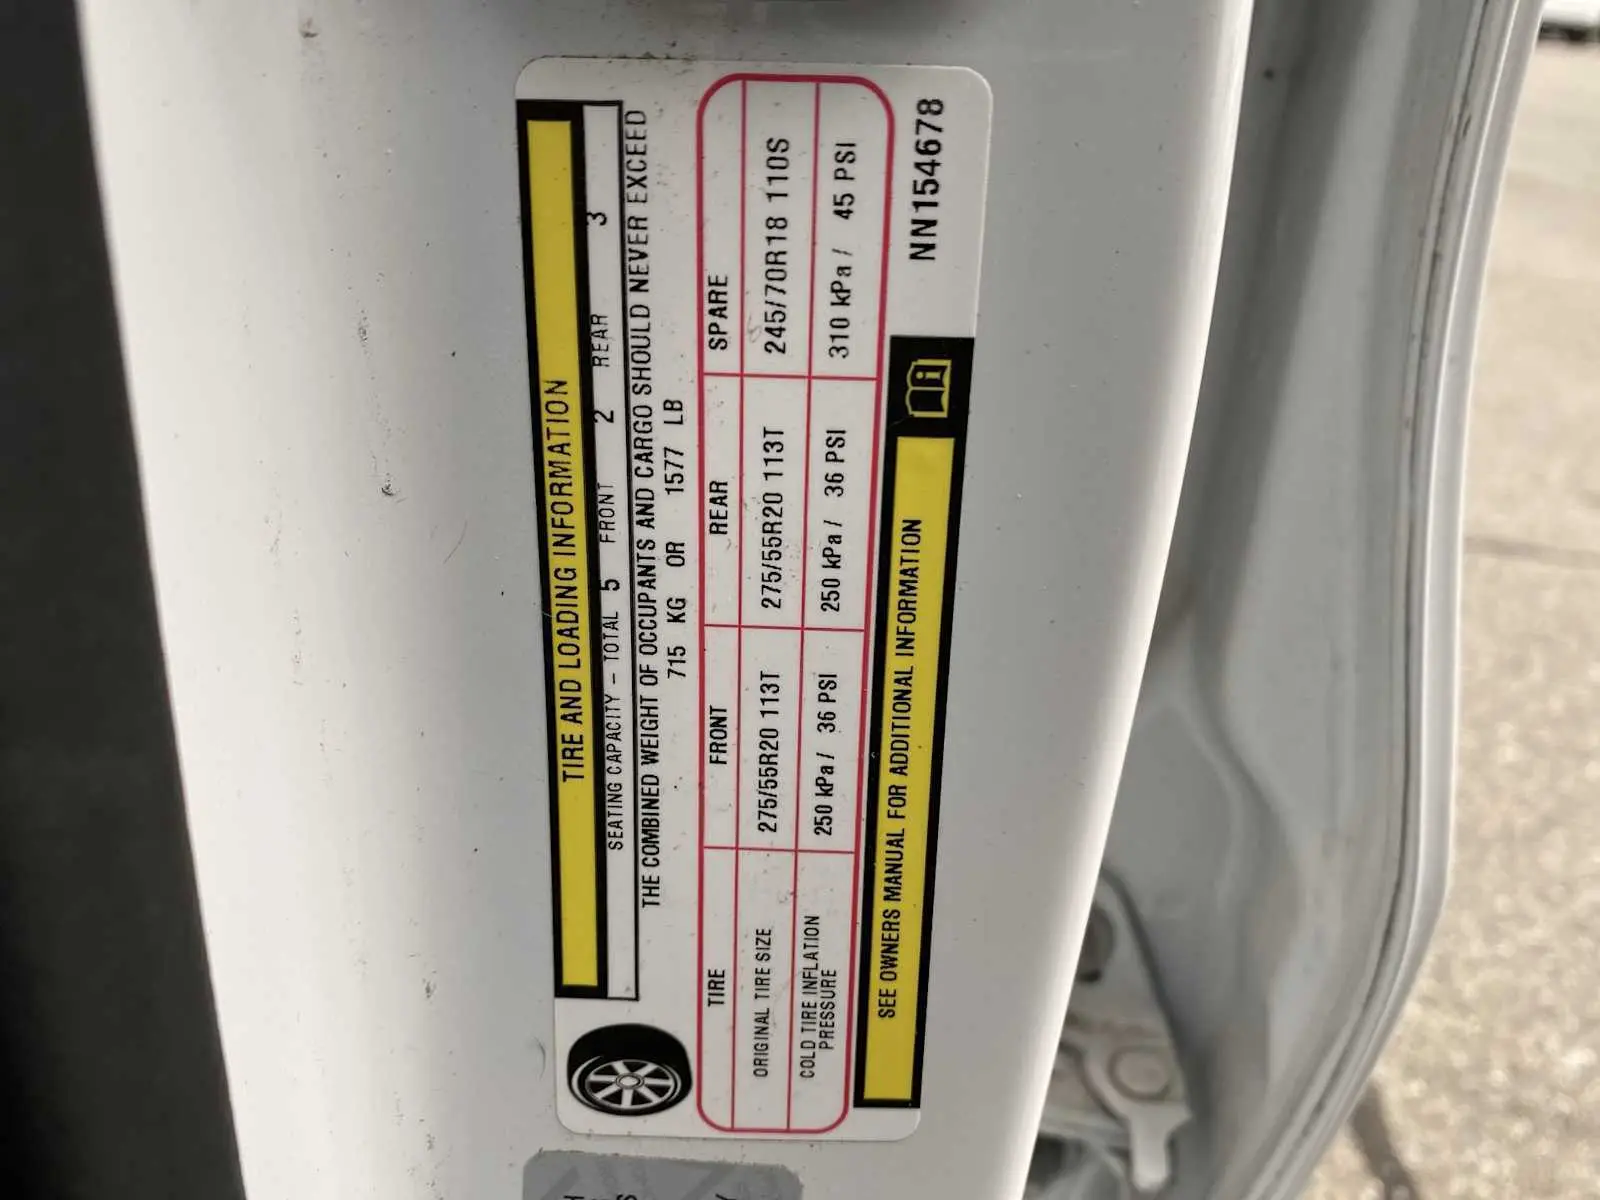 TIRE AND LOADING INFORMATION
SEATING CAPACITY – TOTAL 5 FRONT 2 REAR 3
THE COMBINED WEIGHT OF OCCUPANTS AND CARGO SHOULD NEVER EXCEED
715 KG OR 1577 LB
TIRE FRONT REAR SPARE
ORIGINAL TIRE SIZE 275/55R20 113T 275/55R20 113T 245/70R18 110S
COLD TIRE INFLATION PRESSURE 250 kPa / 36 PSI 250 kPa / 36 PSI 310 kPa / 45 PSI
SEE OWNERS MANUAL FOR ADDITIONAL INFORMATION
NN154678